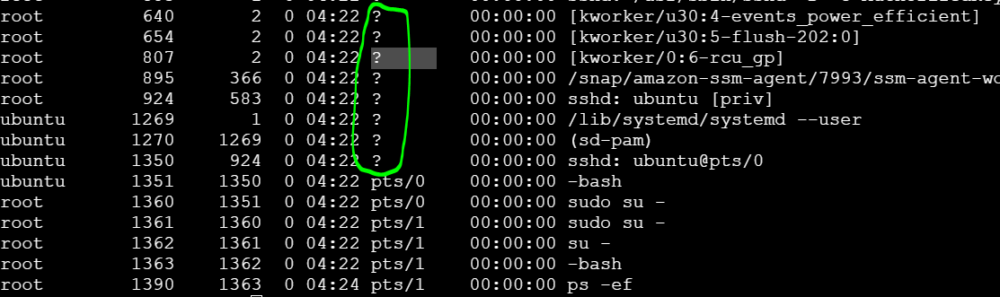 root 640 2 0 04:22 ? 00:00:00 [kworker/u30:4-events_power_efficient]
root 654 2 0 04:22 ? 00:00:00 [kworker/u30:5-flush-202:0]
root 807 2 0 04:22 ? 00:00:00 [kworker/0:6-rcu_gp]
root 895 366 0 04:22 ? 00:00:00 /snap/amazon-ssm-agent/7993/ssm-agent-wo
root 924 583 0 04:22 ? 00:00:00 sshd: ubuntu [priv]
ubuntu 1269 1 0 04:22 ? 00:00:00 /lib/systemd/systemd --user
ubuntu 1270 1269 0 04:22 ? 00:00:00 (sd-pam)
ubuntu 1350 924 0 04:22 ? 00:00:00 sshd: ubuntu@pts/0
ubuntu 1351 1350 0 04:22 pts/0 00:00:00 -bash
root 1360 1351 0 04:22 pts/0 00:00:00 sudo su -
root 1361 1360 0 04:22 pts/1 00:00:00 sudo su -
root 1362 1361 0 04:22 pts/1 00:00:00 su -
root 1363 1362 0 04:22 pts/1 00:00:00 -bash
root 1390 1363 0 04:24 pts/1 00:00:00 ps -ef